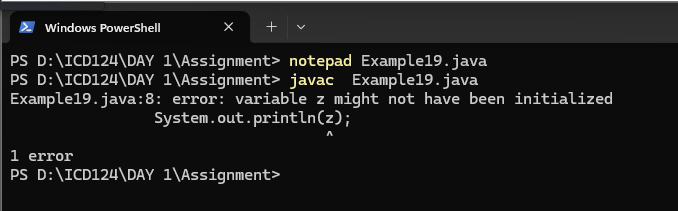 Windows PowerShell
PS D:\ICD124\DAY 1\Assignment> notepad Example19.java
PS D:\ICD124\DAY 1\Assignment> javac  Example19.java
Example19.java:8: error: variable z might not have been initialized
                System.out.println(z);
                                   ^
1 error
PS D:\ICD124\DAY 1\Assignment>